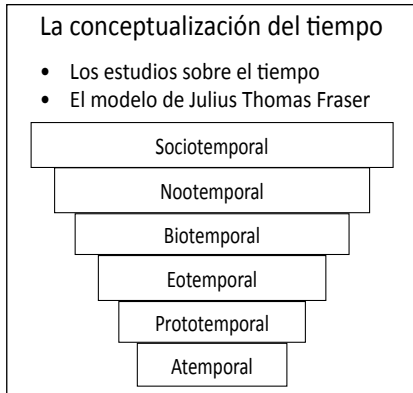 La conceptualización del tiempo
• Los estudios sobre el tiempo
• El modelo de Julius Thomas Fraser
Sociotemporal
Nootemporal
Biotemporal
Eotemporal
Prototemporal
Atemporal